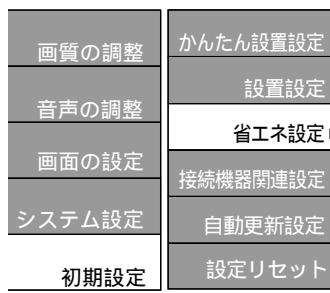 画質の調整
音声の調整
画面の設定
システム設定
初期設定
かんたん設置設定
設置設定
省エネ設定
接続機器関連設定
自動更新設定
設定リセット